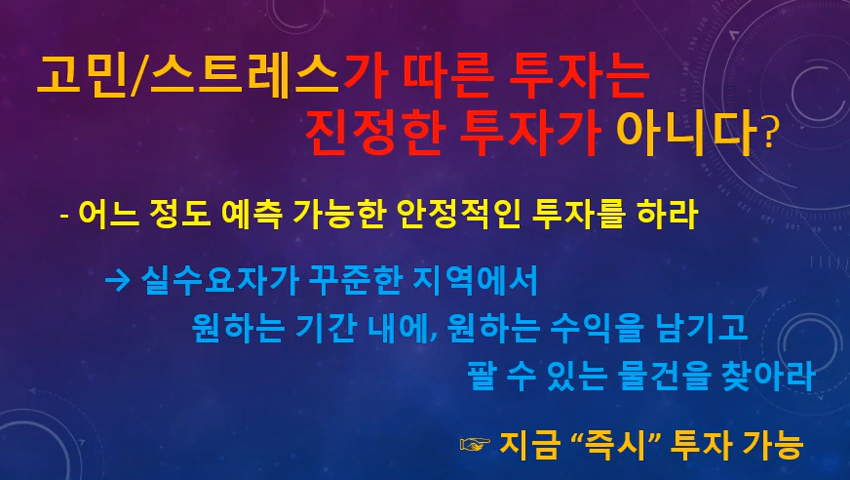 고민/스트레스가 따른 투자는
진정한 투자가 아니다?
- 어느 정도 예측 가능한 안정적인 투자를 하라
→ 실수요자가 꾸준한 지역에서
원하는 기간 내에, 원하는 수익을 남기고
팔 수 있는 물건을 찾아라
☞ 지금 “즉시” 투자 가능